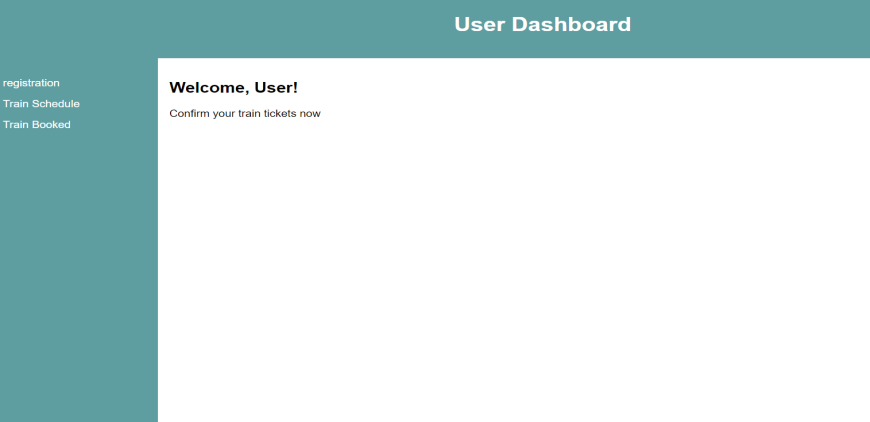 User Dashboard
registration
Train Schedule
Train Booked
Welcome, User!
Confirm your train tickets now